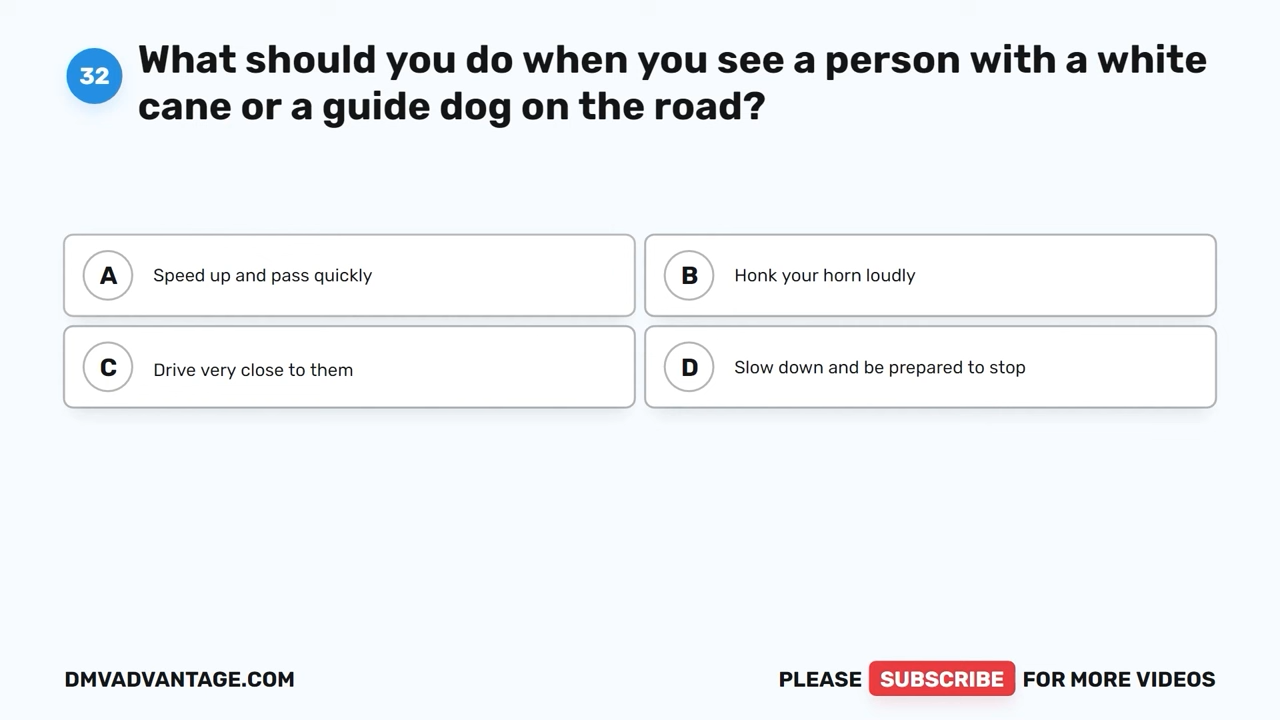 32
What should you do when you see a person with a white
cane or a guide dog on the road?
A Speed up and pass quickly
B Honk your horn loudly
C Drive very close to them
D Slow down and be prepared to stop
DMVADVANTAGE.COM
PLEASE SUBSCRIBE FOR MORE VIDEOS